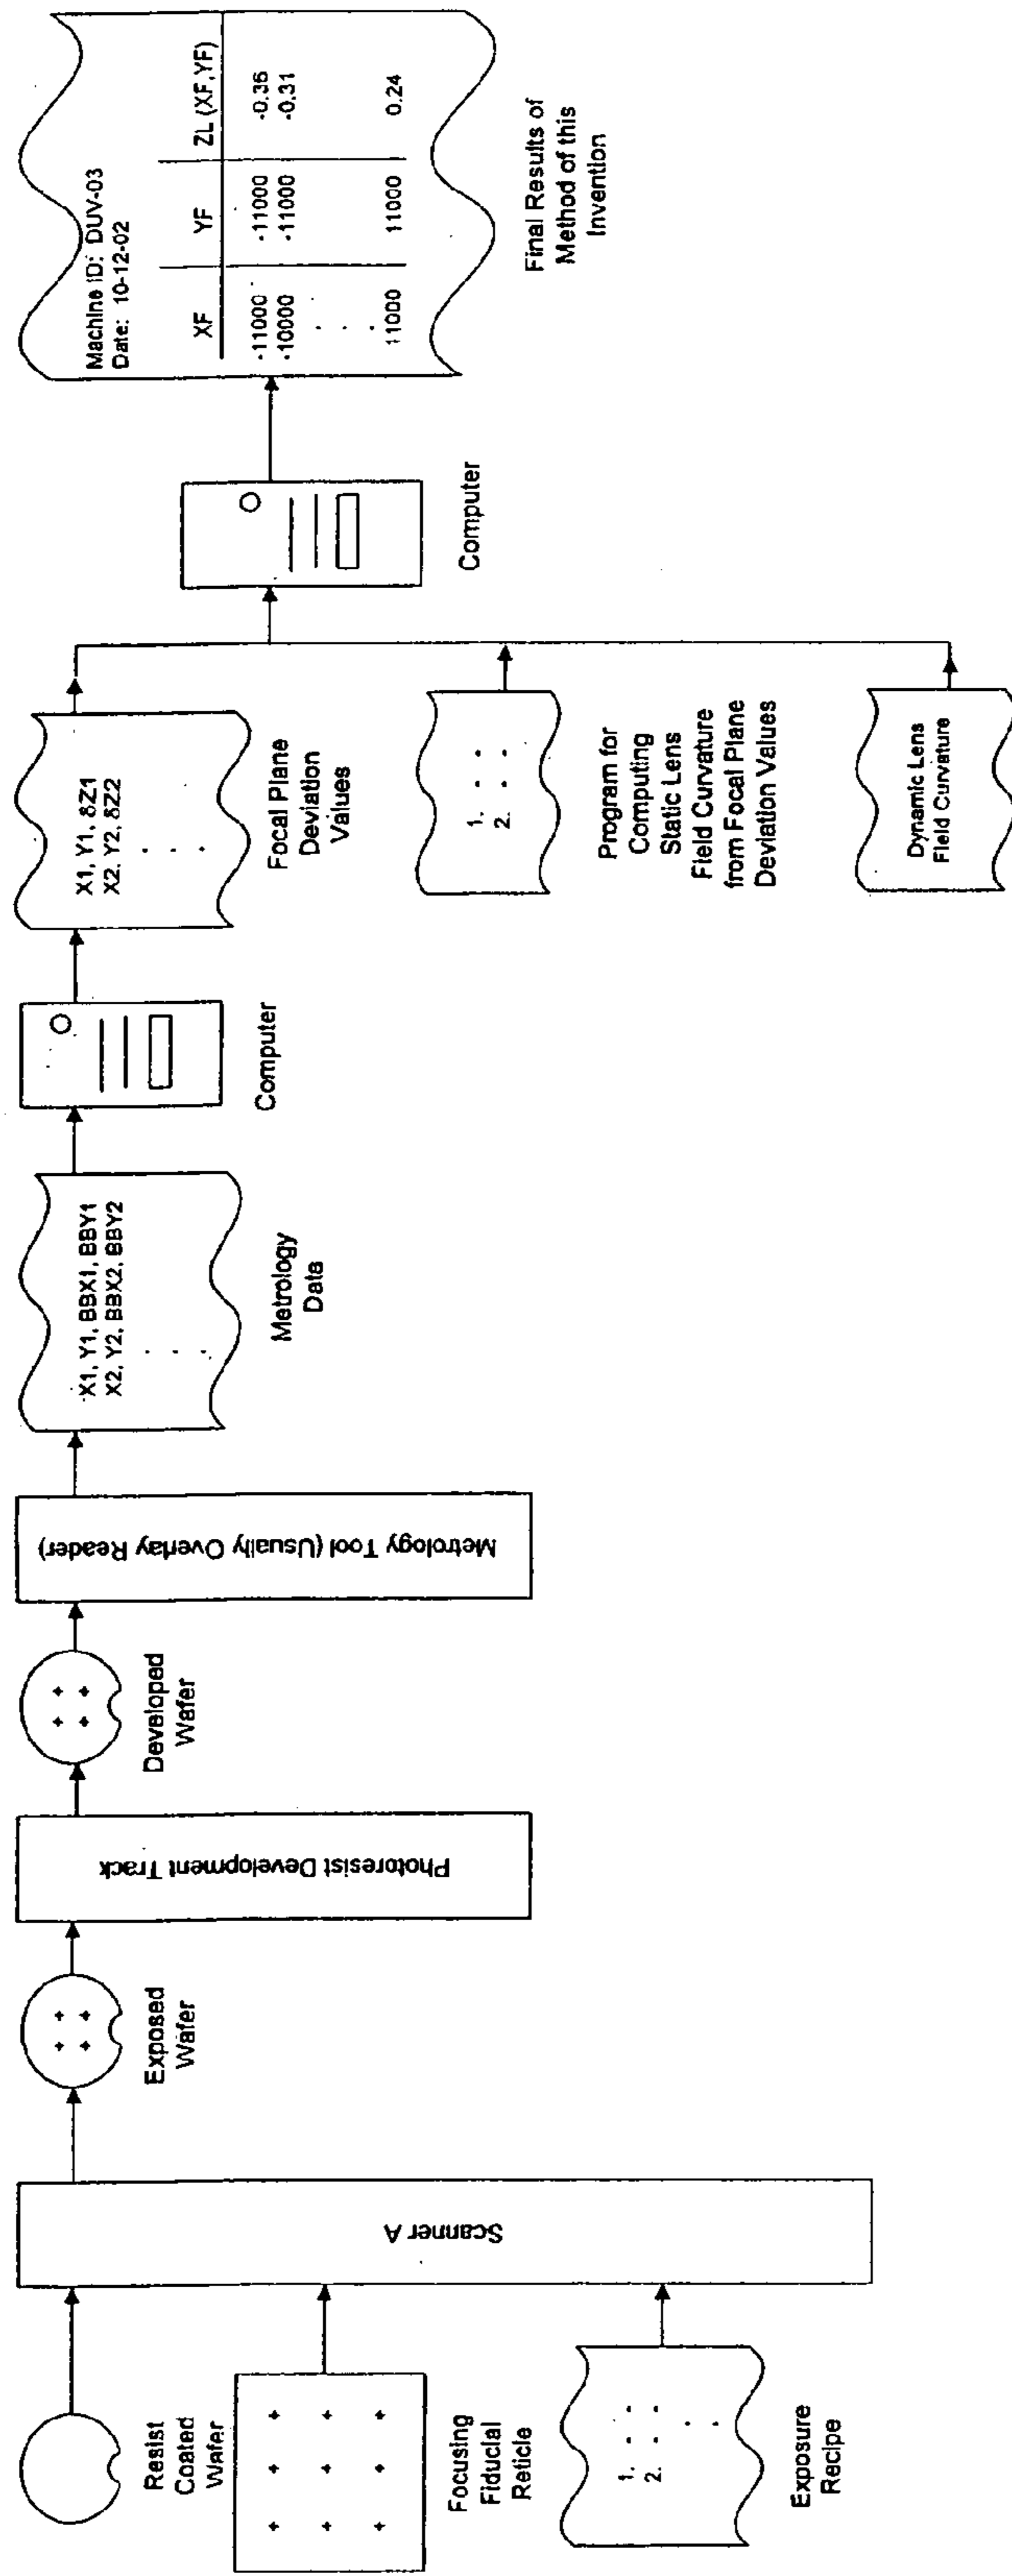 Resist
Coated
Wafer
Focusing
Fiducial
Reticle
1.
2.
Exposure
Recipe
Scanner A
Exposed
Wafer
Photoresist Development Track
Developed
Wafer
Metrology Tool (Usually Overlay Reader)
X1, Y1, BBX1, BBY1
X2, Y2, BBX2, BBY2
Metrology
Data
Computer
X1, Y1, δZ1
X2, Y2, δZ2
Focal Plane
Deviation
Values
1.
2.
Program for
Computing
Static Lens
Field Curvature
from Focal Plane
Deviation Values
Dynamic Lens
Field Curvature
Computer
Machine ID: DUV-03
Date: 10-12-02
XF YF ZL (XF,YF)
-11000 -11000 -0.36
-10000 -11000 -0.31
11000 11000 0.24
Final Results of
Method of this
Invention